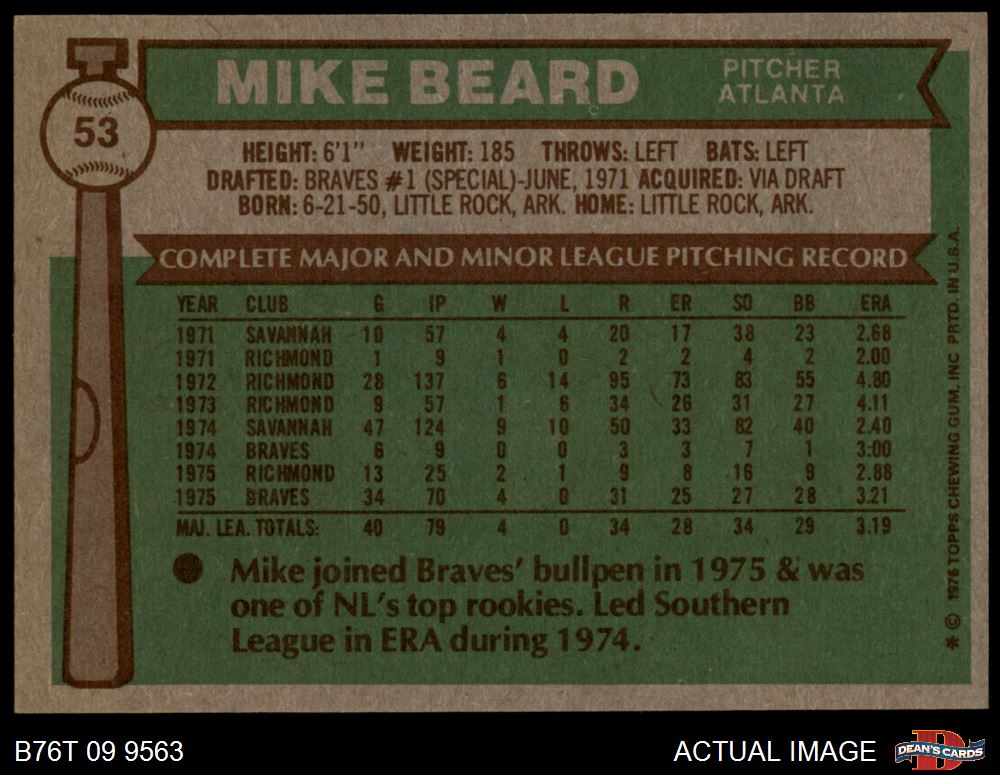 T
53
MIKE BEARD
PITCHER
ATLANTA
HEIGHT: 6'1" WEIGHT: 185 THROWS: LEFT BATS: LEFT
DRAFTED: BRAVES #1 (SPECIAL)-JUNE, 1971 ACQUIRED: VIA DRAFT
BORN: 6-21-50, LITTLE ROCK, ARK. HOME: LITTLE ROCK, ARK.
COMPLETE MAJOR AND MINOR LEAGUE PITCHING RECORD
YEAR CLUB G IP W L R ER SO BB ERA
1971 SAVANNAH 10 57 4 4 20 17 38 23 2.68
1971 RICHMOND 1 9 1 0 2 2 4 2 2.00
1972 RICHMOND 28 137 6 14 95 73 83 55 4.80
1973 RICHMOND 9 57 1 6 34 26 31 27 4.11
1974 SAVANNAH 47 124 9 10 50 33 82 40 2.40
1974 BRAVES 6 9 0 0 3 3 7 1 3:00
1975 RICHMOND 13 25 2 1 9 8 16 9 2.88
1975 BRAVES 34 70 4 0 31 25 27 28 3.21
MAJ. LEA. TOTALS: 40 79 4 0 34 28 34 29 3.19
Mike joined Braves' bullpen in 1975 & was
one of NL's top rookies. Led Southern
League in ERA during 1974.
* © 1976 TOPPS CHEWING GUM, INC PRTD. IN U.S.A.
B76T 09 9563
ACTUAL IMAGE
DEAN'S CARDS